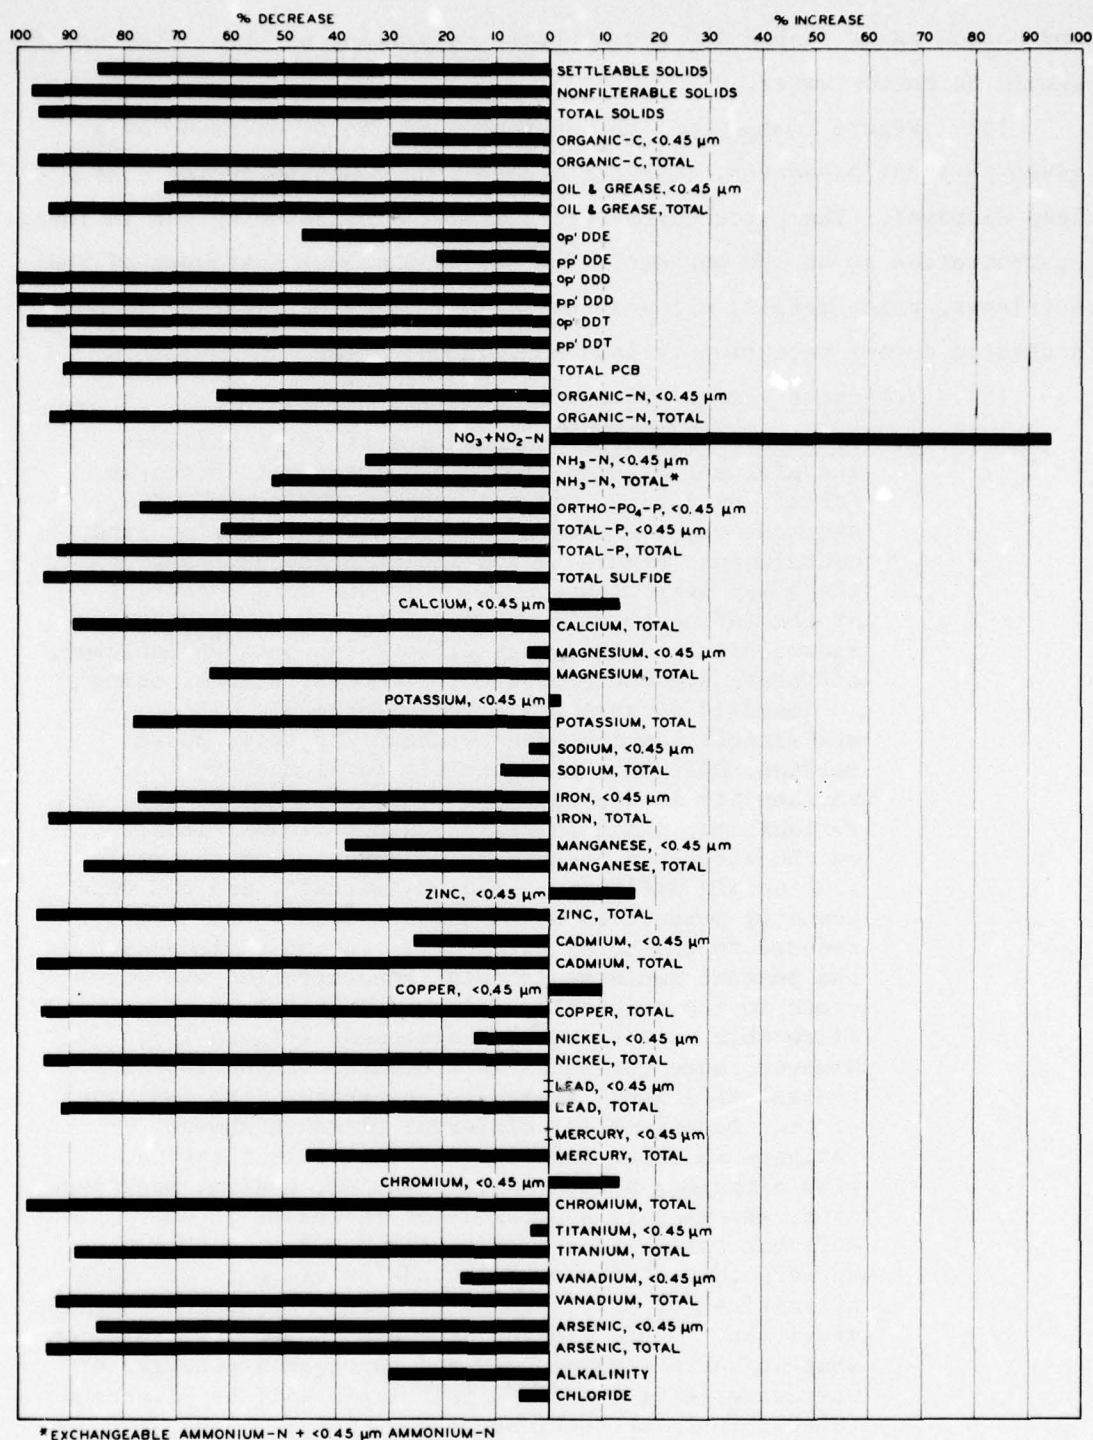 % DECREASE % INCREASE
100 90 80 70 60 50 40 30 20 10 0 10 20 30 40 50 60 70 80 90 100
SETTLEABLE SOLIDS
NONFILTERABLE SOLIDS
TOTAL SOLIDS
ORGANIC-C, <0.45 µm
ORGANIC-C, TOTAL
OIL & GREASE, <0.45 µm
OIL & GREASE, TOTAL
op' DDE
pp' DDE
op' DDD
pp' DDD
op' DDT
pp' DDT
TOTAL PCB
ORGANIC-N, <0.45 µm
ORGANIC-N, TOTAL
NO₃+NO₂-N
NH₃-N, <0.45 µm
NH₃-N, TOTAL*
ORTHO-PO₄-P, <0.45 µm
TOTAL-P, <0.45 µm
TOTAL-P, TOTAL
TOTAL SULFIDE
CALCIUM, <0.45 µm
CALCIUM, TOTAL
MAGNESIUM, <0.45 µm
MAGNESIUM, TOTAL
POTASSIUM, <0.45 µm
POTASSIUM, TOTAL
SODIUM, <0.45 µm
SODIUM, TOTAL
IRON, <0.45 µm
IRON, TOTAL
MANGANESE, <0.45 µm
MANGANESE, TOTAL
ZINC, <0.45 µm
ZINC, TOTAL
CADMIUM, <0.45 µm
CADMIUM, TOTAL
COPPER, <0.45 µm
COPPER, TOTAL
NICKEL, <0.45 µm
NICKEL, TOTAL
LEAD, <0.45 µm
LEAD, TOTAL
MERCURY, <0.45 µm
MERCURY, TOTAL
CHROMIUM, <0.45 µm
CHROMIUM, TOTAL
TITANIUM, <0.45 µm
TITANIUM, TOTAL
VANADIUM, <0.45 µm
VANADIUM, TOTAL
ARSENIC, <0.45 µm
ARSENIC, TOTAL
ALKALINITY
CHLORIDE
*EXCHANGEABLE AMMONIUM-N + <0.45 µm AMMONIUM-N